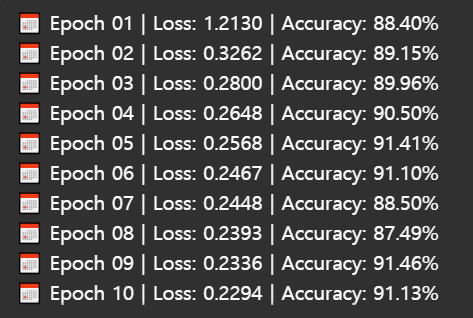 Epoch 01 | Loss: 1.2130 | Accuracy: 88.40%
Epoch 02 | Loss: 0.3262 | Accuracy: 89.15%
Epoch 03 | Loss: 0.2800 | Accuracy: 89.96%
Epoch 04 | Loss: 0.2648 | Accuracy: 90.50%
Epoch 05 | Loss: 0.2568 | Accuracy: 91.41%
Epoch 06 | Loss: 0.2467 | Accuracy: 91.10%
Epoch 07 | Loss: 0.2448 | Accuracy: 88.50%
Epoch 08 | Loss: 0.2393 | Accuracy: 87.49%
Epoch 09 | Loss: 0.2336 | Accuracy: 91.46%
Epoch 10 | Loss: 0.2294 | Accuracy: 91.13%